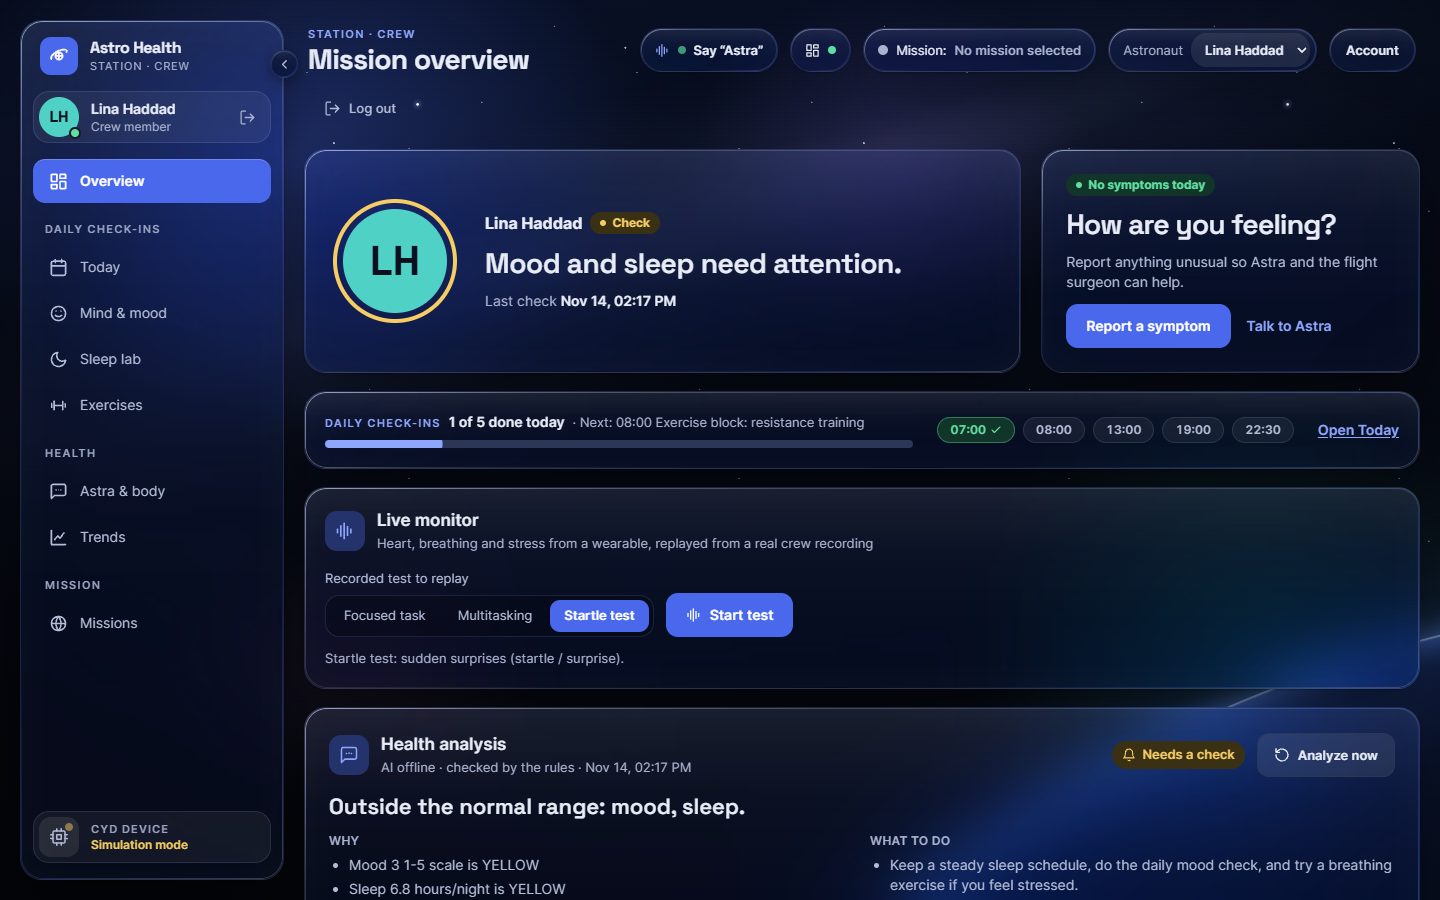 Astro Health
STATION · CREW
Lina Haddad
Crew member
LH
Overview
DAILY CHECK-INS
Today
Mind & mood
Sleep lab
Exercises
HEALTH
Astra & body
Trends
MISSION
Missions
CYD DEVICE
Simulation mode
STATION · CREW
Mission overview
Say “Astra”
Mission: No mission selected
Astronaut Lina Haddad
Account
Log out
LH
Lina Haddad Check
Mood and sleep need attention.
Last check Nov 14, 02:17 PM
No symptoms today
How are you feeling?
Report anything unusual so Astra and the flight
surgeon can help.
Report a symptom Talk to Astra
DAILY CHECK-INS 1 of 5 done today · Next: 08:00 Exercise block: resistance training
07:00 08:00 13:00 19:00 22:30 Open Today
Live monitor
Heart, breathing and stress from a wearable, replayed from a real crew recording
Recorded test to replay
Focused task Multitasking Startle test Start test
Startle test: sudden surprises (startle / surprise).
Health analysis
AI offline · checked by the rules · Nov 14, 02:17 PM
Needs a check Analyze now
Outside the normal range: mood, sleep.
WHY
• Mood 3 1-5 scale is YELLOW
• Sleep 6.8 hours/night is YELLOW
WHAT TO DO
• Keep a steady sleep schedule, do the daily mood check, and try a breathing
exercise if you feel stressed.